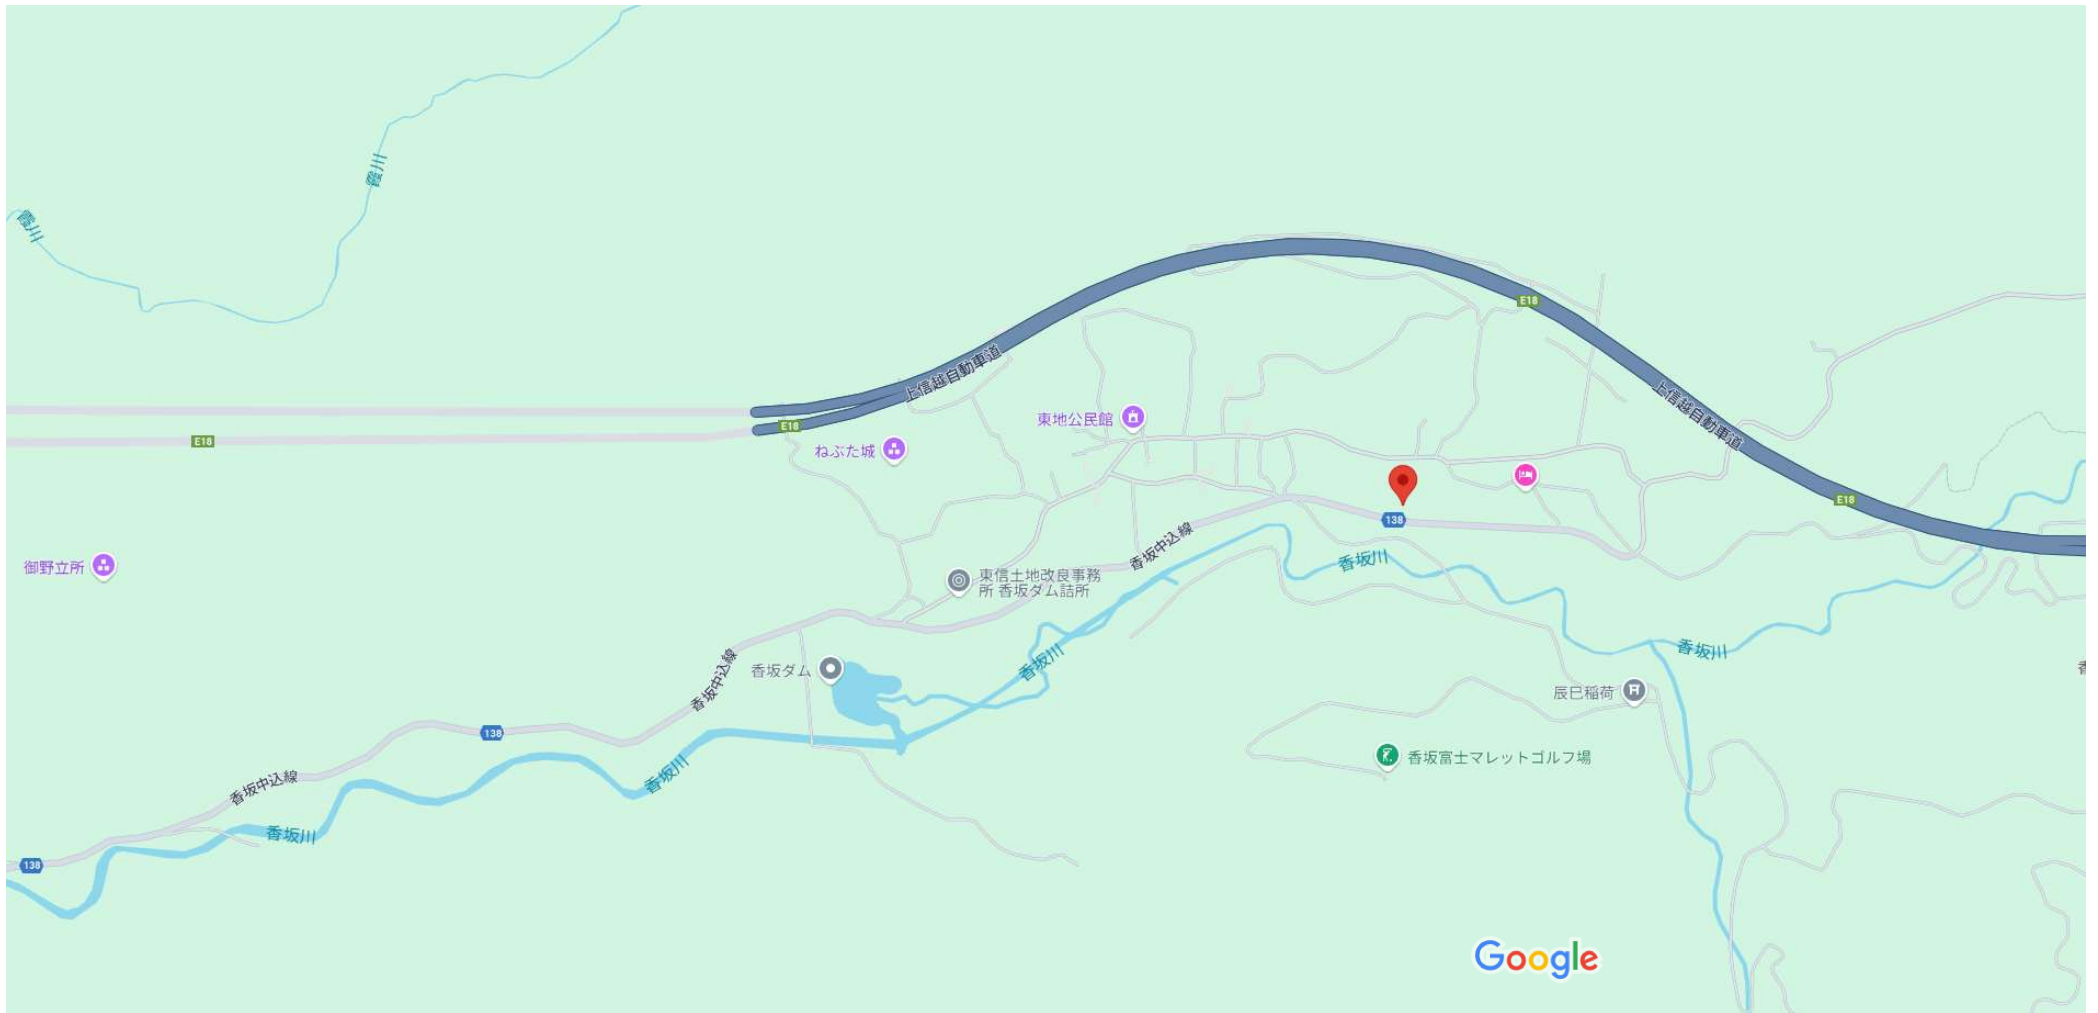 霞川
霞川
上信越自動車道
E18
E18
E18
上信越自動車道
E18
東地公民館
ねぶた城
138
御野立所
香坂中込線
香坂川
東信土地改良事務
所 香坂ダム詰所
香坂ダム
香坂川
香坂川
香坂中込線
辰巳稲荷
138
香坂川
香坂富士マレットゴルフ場
香坂中込線
香坂川
138
Google